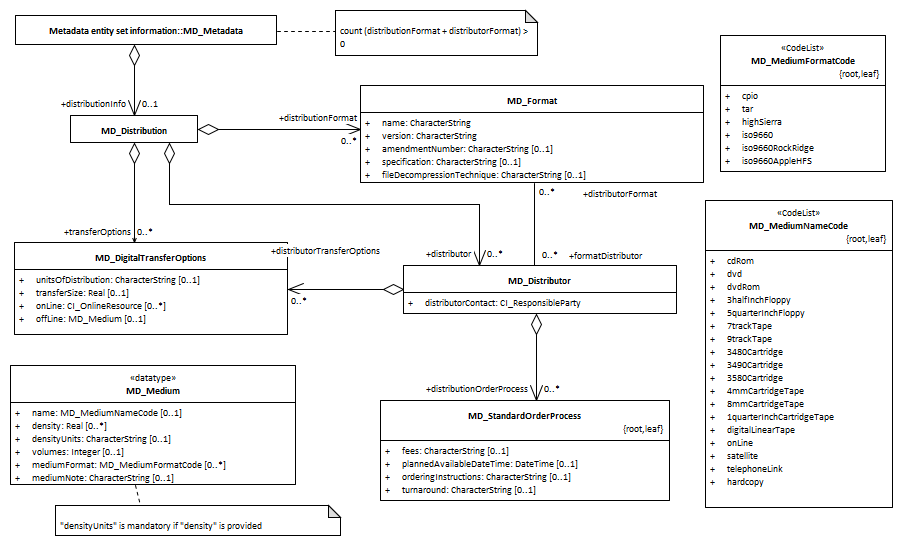 Metadata entity set information::MD_Metadata
count (distributionFormat + distributorFormat) >
0
+distributionInfo 0..1
MD_Distribution
+distributionFormat
0..*
MD_Format
+ name: CharacterString
+ version: CharacterString
+ amendmentNumber: CharacterString [0..1]
+ specification: CharacterString [0..1]
+ fileDecompressionTechnique: CharacterString [0..1]
0..* +distributorFormat
0..* +formatDistributor
+transferOptions 0..*
+distributor 0..*
+distributorTransferOptions
0..*
MD_DigitalTransferOptions
+ unitsOfDistribution: CharacterString [0..1]
+ transferSize: Real [0..1]
+ onLine: CI_OnlineResource [0..*]
+ offLine: MD_Medium [0..1]
MD_Distributor
+ distributorContact: CI_ResponsibleParty
+distributionOrderProcess 0..*
«datatype»
MD_Medium
+ name: MD_MediumNameCode [0..1]
+ density: Real [0..*]
+ densityUnits: CharacterString [0..1]
+ volumes: Integer [0..1]
+ mediumFormat: MD_MediumFormatCode [0..*]
+ mediumNote: CharacterString [0..1]
"densityUnits" is mandatory if "density" is provided
MD_StandardOrderProcess
{root,leaf}
+ fees: CharacterString [0..1]
+ plannedAvailableDateTime: DateTime [0..1]
+ orderingInstructions: CharacterString [0..1]
+ turnaround: CharacterString [0..1]
«CodeList»
MD_MediumFormatCode
{root,leaf}
+ cpio
+ tar
+ highSierra
+ iso9660
+ iso9660RockRidge
+ iso9660AppleHFS
«CodeList»
MD_MediumNameCode
{root,leaf}
+ cdRom
+ dvd
+ dvdRom
+ 3halfInchFloppy
+ 5quarterInchFloppy
+ 7trackTape
+ 9trackTape
+ 3480Cartridge
+ 3490Cartridge
+ 3580Cartridge
+ 4mmCartridgeTape
+ 8mmCartridgeTape
+ 1quarterInchCartridgeTape
+ digitalLinearTape
+ onLine
+ satellite
+ telephoneLink
+ hardcopy